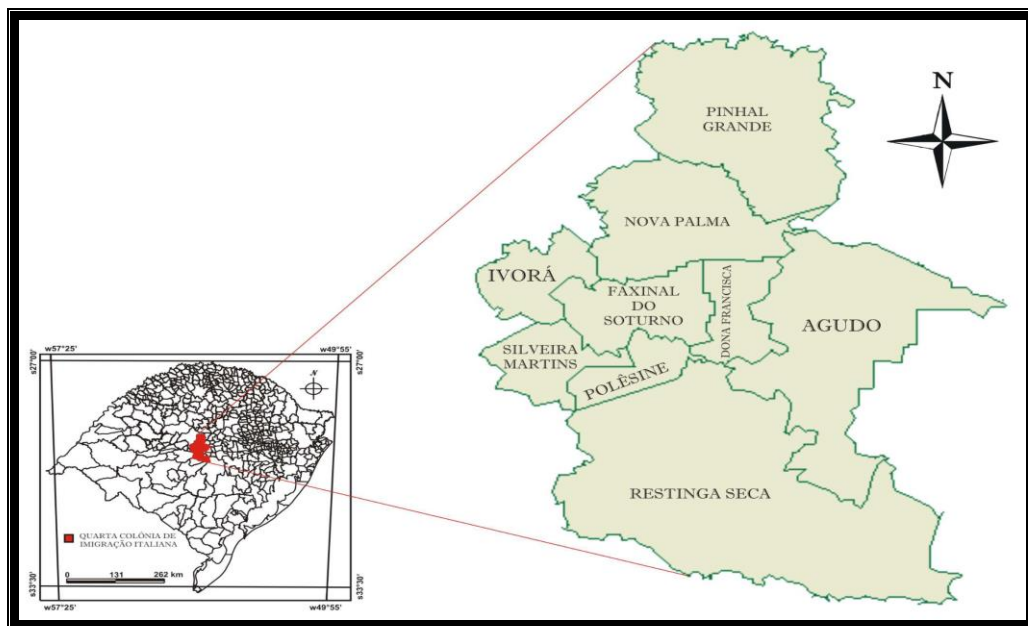 N
PINHAL
GRANDE
NOVA PALMA
IVORÁ
FAXINAL
DO
SOTURNO
DONA FRANCISCA
AGUDO
SILVEIRA
MARTINS
POLÊSINE
RESTINGA SECA
w57°25'
w49°55'
s27°00'
s27°00'
N
QUARTA COLÔNIA DE
IMIGRAÇÃO ITALIANA
0 131 262 km
s33°30'
s33°30'
w57°25'
w49°55'